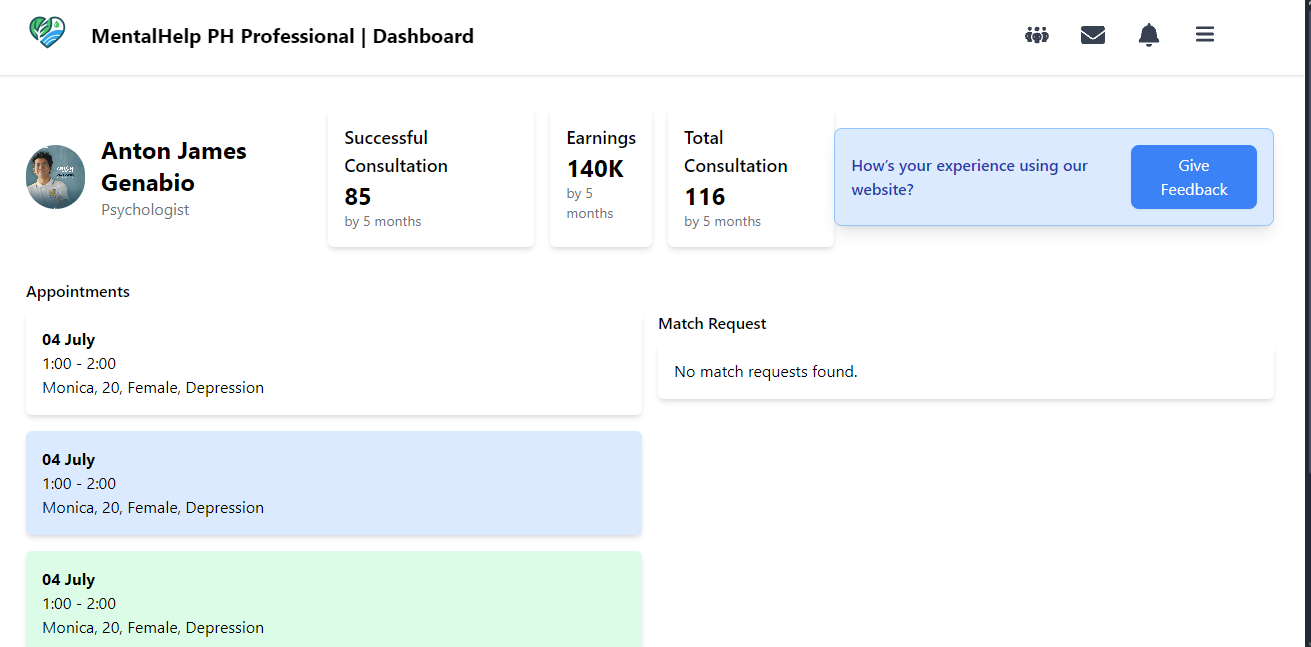 MentalHelp PH Professional | Dashboard
Anton James
Genabio
Psychologist
Successful
Consultation
85
by 5 months
Earnings
140K
by 5
months
Total
Consultation
116
by 5 months
How's your experience using our
website?
Give
Feedback
Appointments
04 July
1:00 - 2:00
Monica, 20, Female, Depression
04 July
1:00 - 2:00
Monica, 20, Female, Depression
04 July
1:00 - 2:00
Monica, 20, Female, Depression
Match Request
No match requests found.